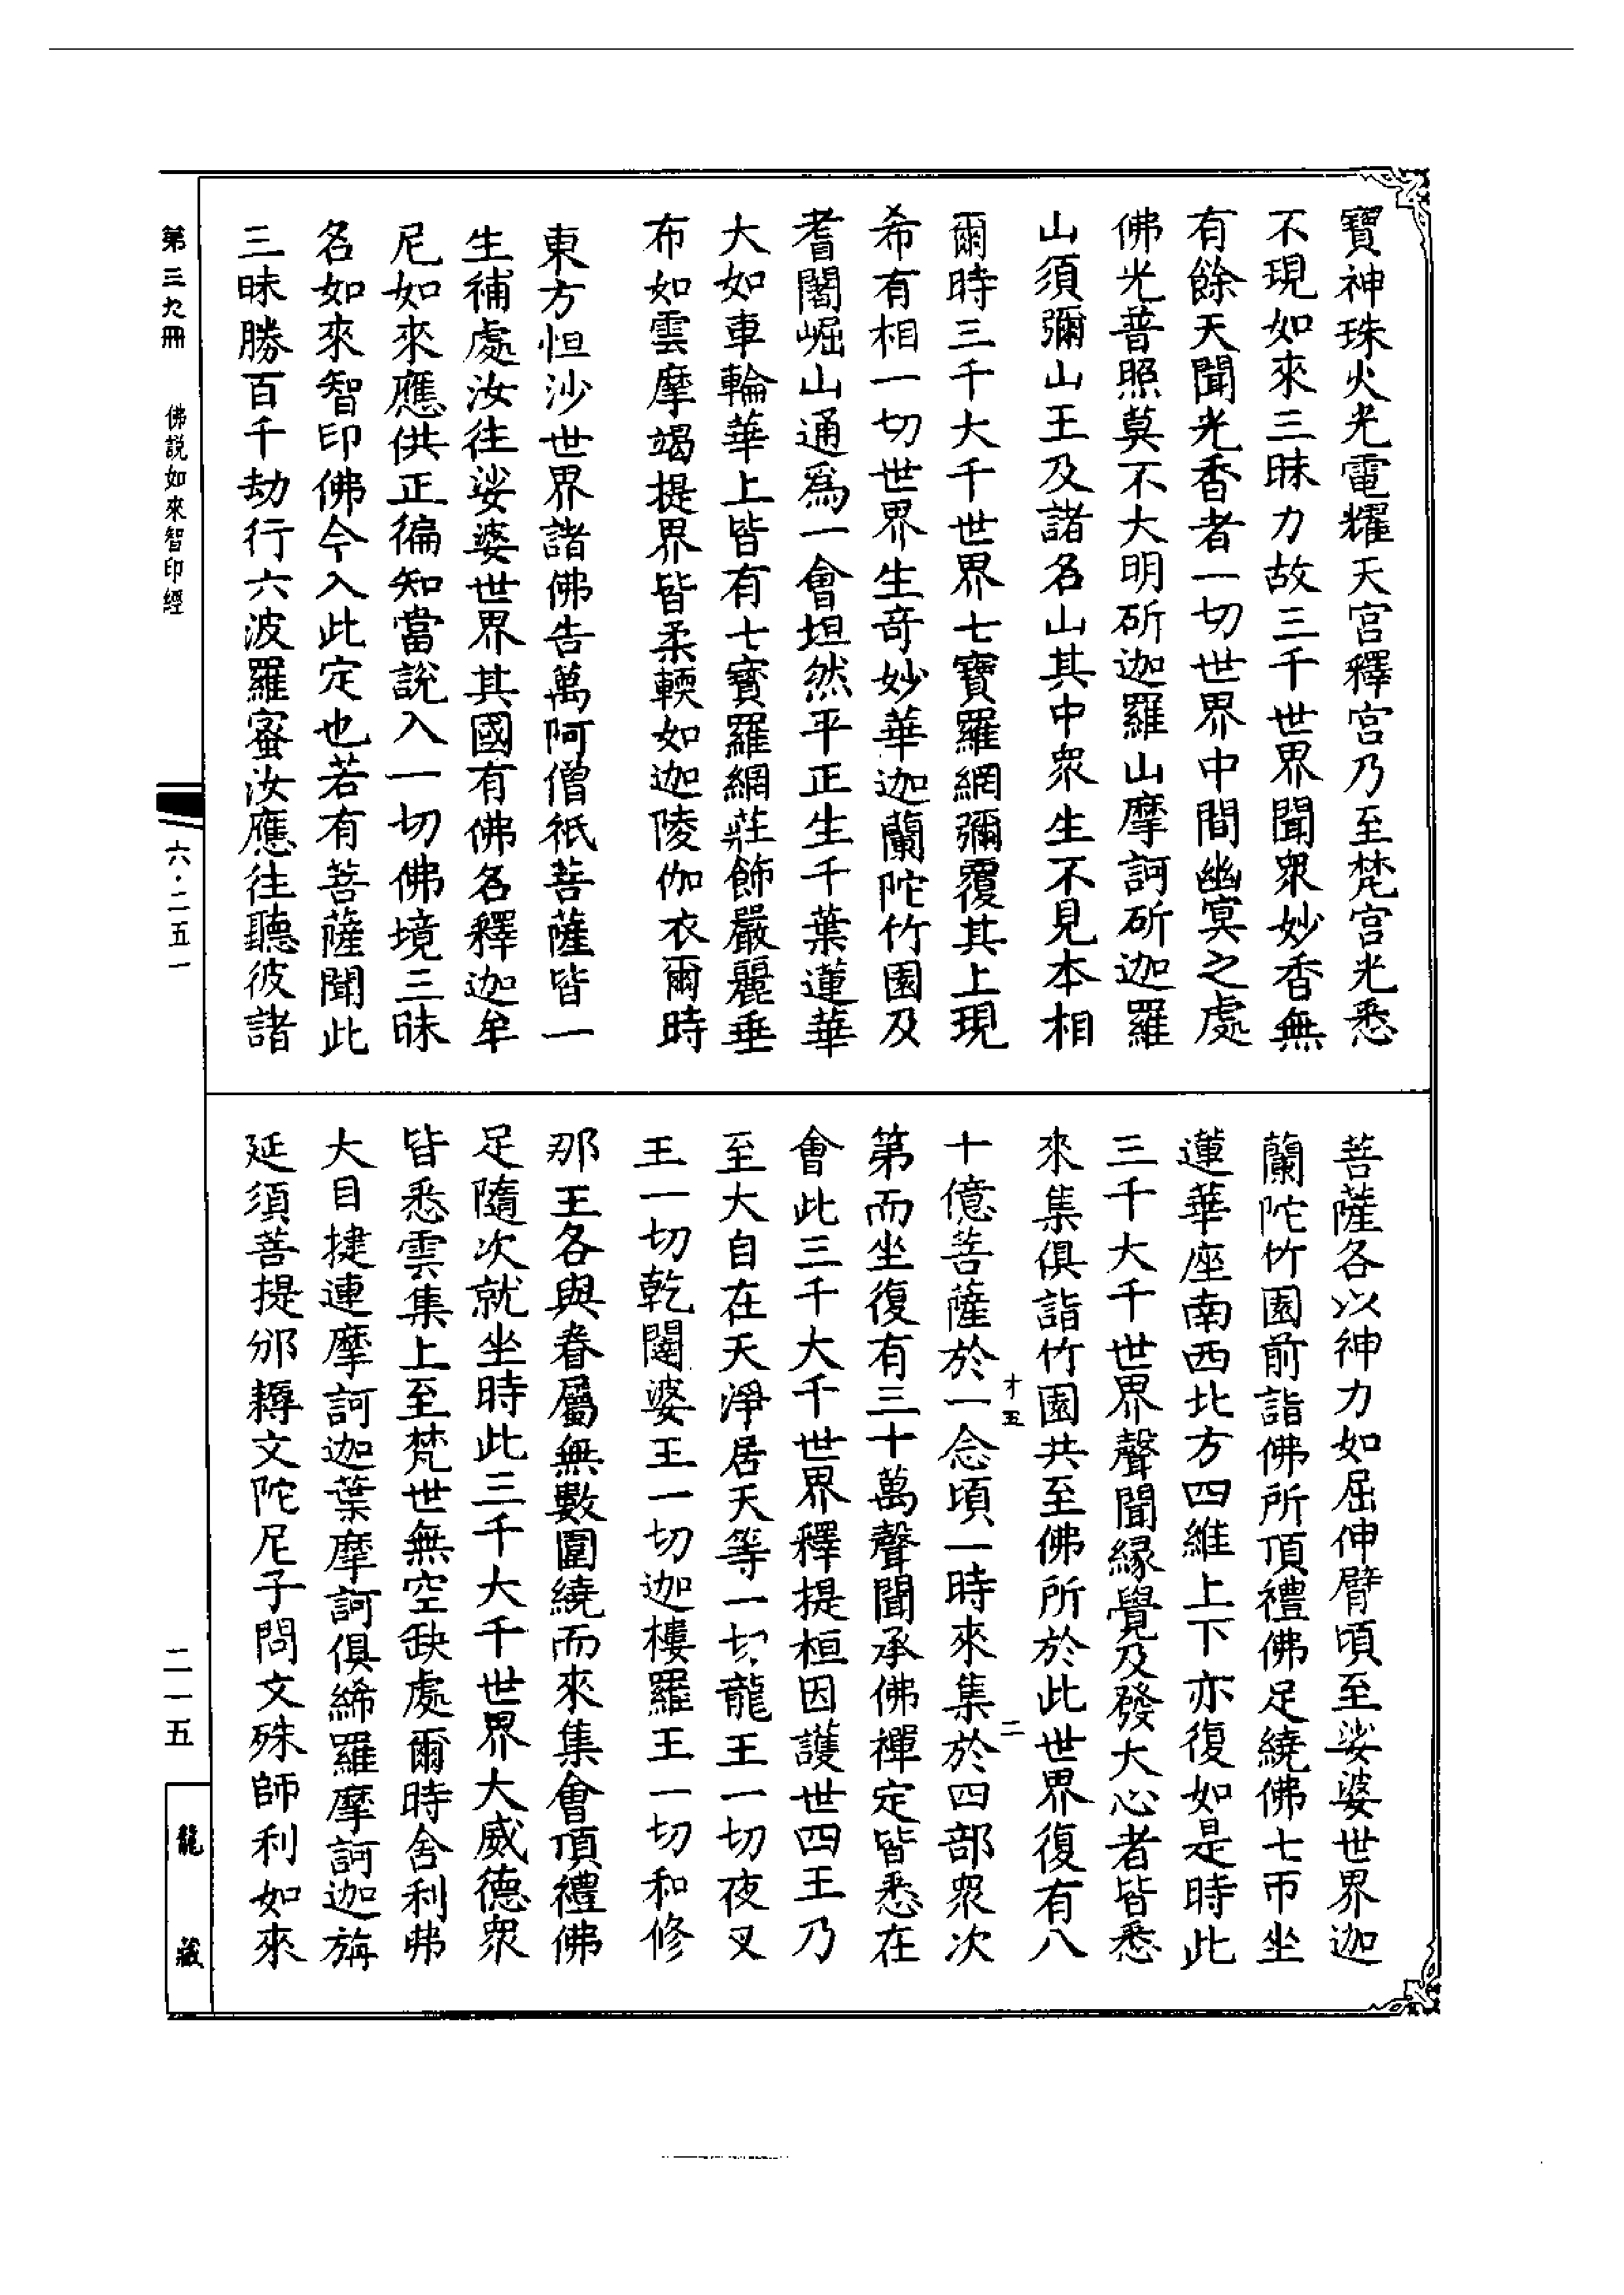 寶神珠火光電耀天宮釋宮乃至梵宮光悉
不現如來三昧力故三千世界聞眾妙香無
有餘天聞光香者一切世界中間幽冥之處
佛光普照莫不大明斫迦羅山摩訶斫迦羅
山須彌山王及諸名山其中眾生不見本相
爾時三千大千世界七寶羅網彌覆其上現
希有相一切世界生奇妙華迦蘭陀竹園及
耆闍崛山通為一會坦然平正生千葉蓮華
大如車輪華上皆有七寶羅網莊飾嚴麗垂
布如雲摩竭提界皆柔輭如迦陵伽衣爾時
東方恒沙世界諸佛告萬阿僧祇菩薩皆一
生補處汝往娑婆世界其國有佛名釋迦牟
尼如來應供正徧知當說入一切佛境三昧
名如來智印佛今入此定也若有菩薩聞此
三昧勝百千劫行六波羅蜜汝應往聽彼諸
菩薩各以神力如屈伸臂頃至娑婆世界迦
蘭陀竹園前詣佛所頂禮佛足繞佛七帀坐
蓮華座南西北方四維上下亦復如是時此
三千大千世界聲聞緣覺及發大心者皆悉
來集俱詣竹園共至佛所於此世界復有八
十億菩薩於一念頃一時來集於四部眾次
第而坐復有三十萬聲聞承佛禪定皆悉在
會此三千大千世界釋提桓因護世四王乃
至大自在天淨居天等一切龍王一切夜叉
王一切乾闥婆王一切迦樓羅王一切和修
那王各與眷屬無數圍繞而來集會頂禮佛
足隨次就坐時此三千大千世界大威德眾
皆悉雲集上至梵世無空缺處爾時舍利弗
大目揵連摩訶迦葉摩訶俱絺羅摩訶迦旃
延須菩提邠耨文陀尼子問文殊師利如來
才五
二
第三九冊
佛說如來智印經
六·二五一
二一五
龍藏